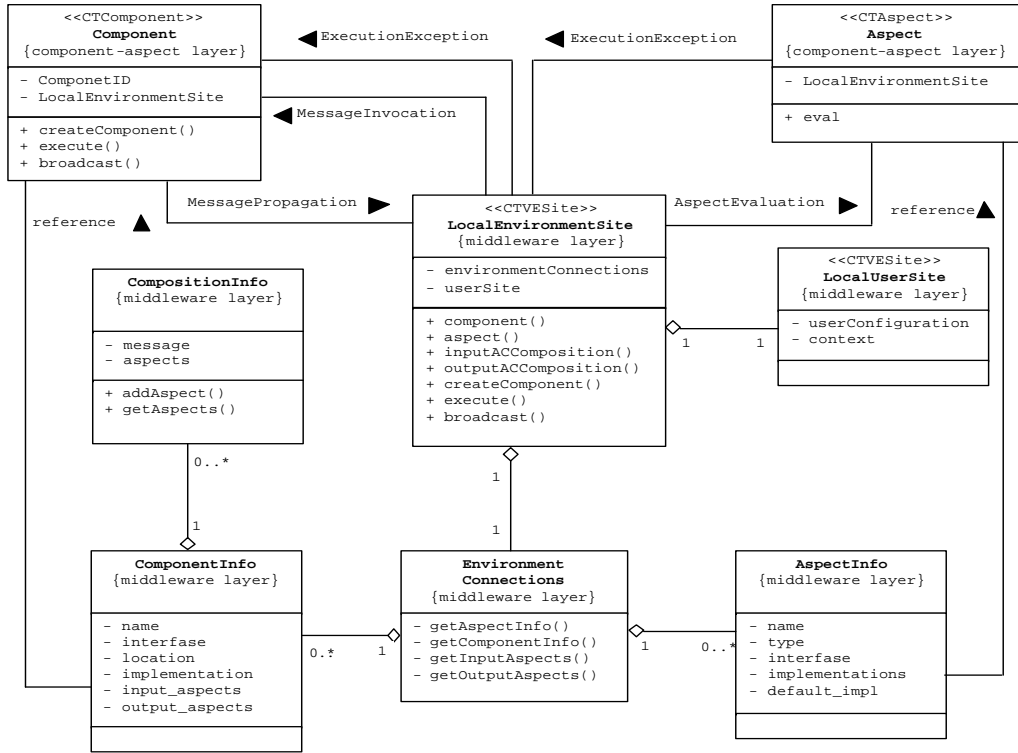 <<CTComponent>>
Component
{component-aspect layer}
- ComponetID
- LocalEnvironmentSite
+ createComponent()
+ execute()
+ broadcast()
ExecutionException
ExecutionException
MessageInvocation
<<CTAspect>>
Aspect
{component-aspect layer}
- LocalEnvironmentSite
+ eval
reference
MessagePropagation
AspectEvaluation
reference
<<CTVESite>>
LocalEnvironmentSite
{middleware layer}
- environmentConnections
- userSite
+ component()
+ aspect()
+ inputACComposition()
+ outputACComposition()
+ createComponent()
+ execute()
+ broadcast()
<<CTVESite>>
LocalUserSite
{middleware layer}
- userConfiguration
- context
1
1
CompositionInfo
{middleware layer}
- message
- aspects
+ addAspect()
+ getAspects()
0..*
1
1
1
ComponentInfo
{middleware layer}
- name
- interfase
- location
- implementation
- input_aspects
- output_aspects
0..*
1
Environment
Connections
{middleware layer}
- getAspectInfo()
- getComponentInfo()
- getInputAspects()
- getOutputAspects()
1
0..*
AspectInfo
{middleware layer}
- name
- type
- interfase
- implementations
- default_impl